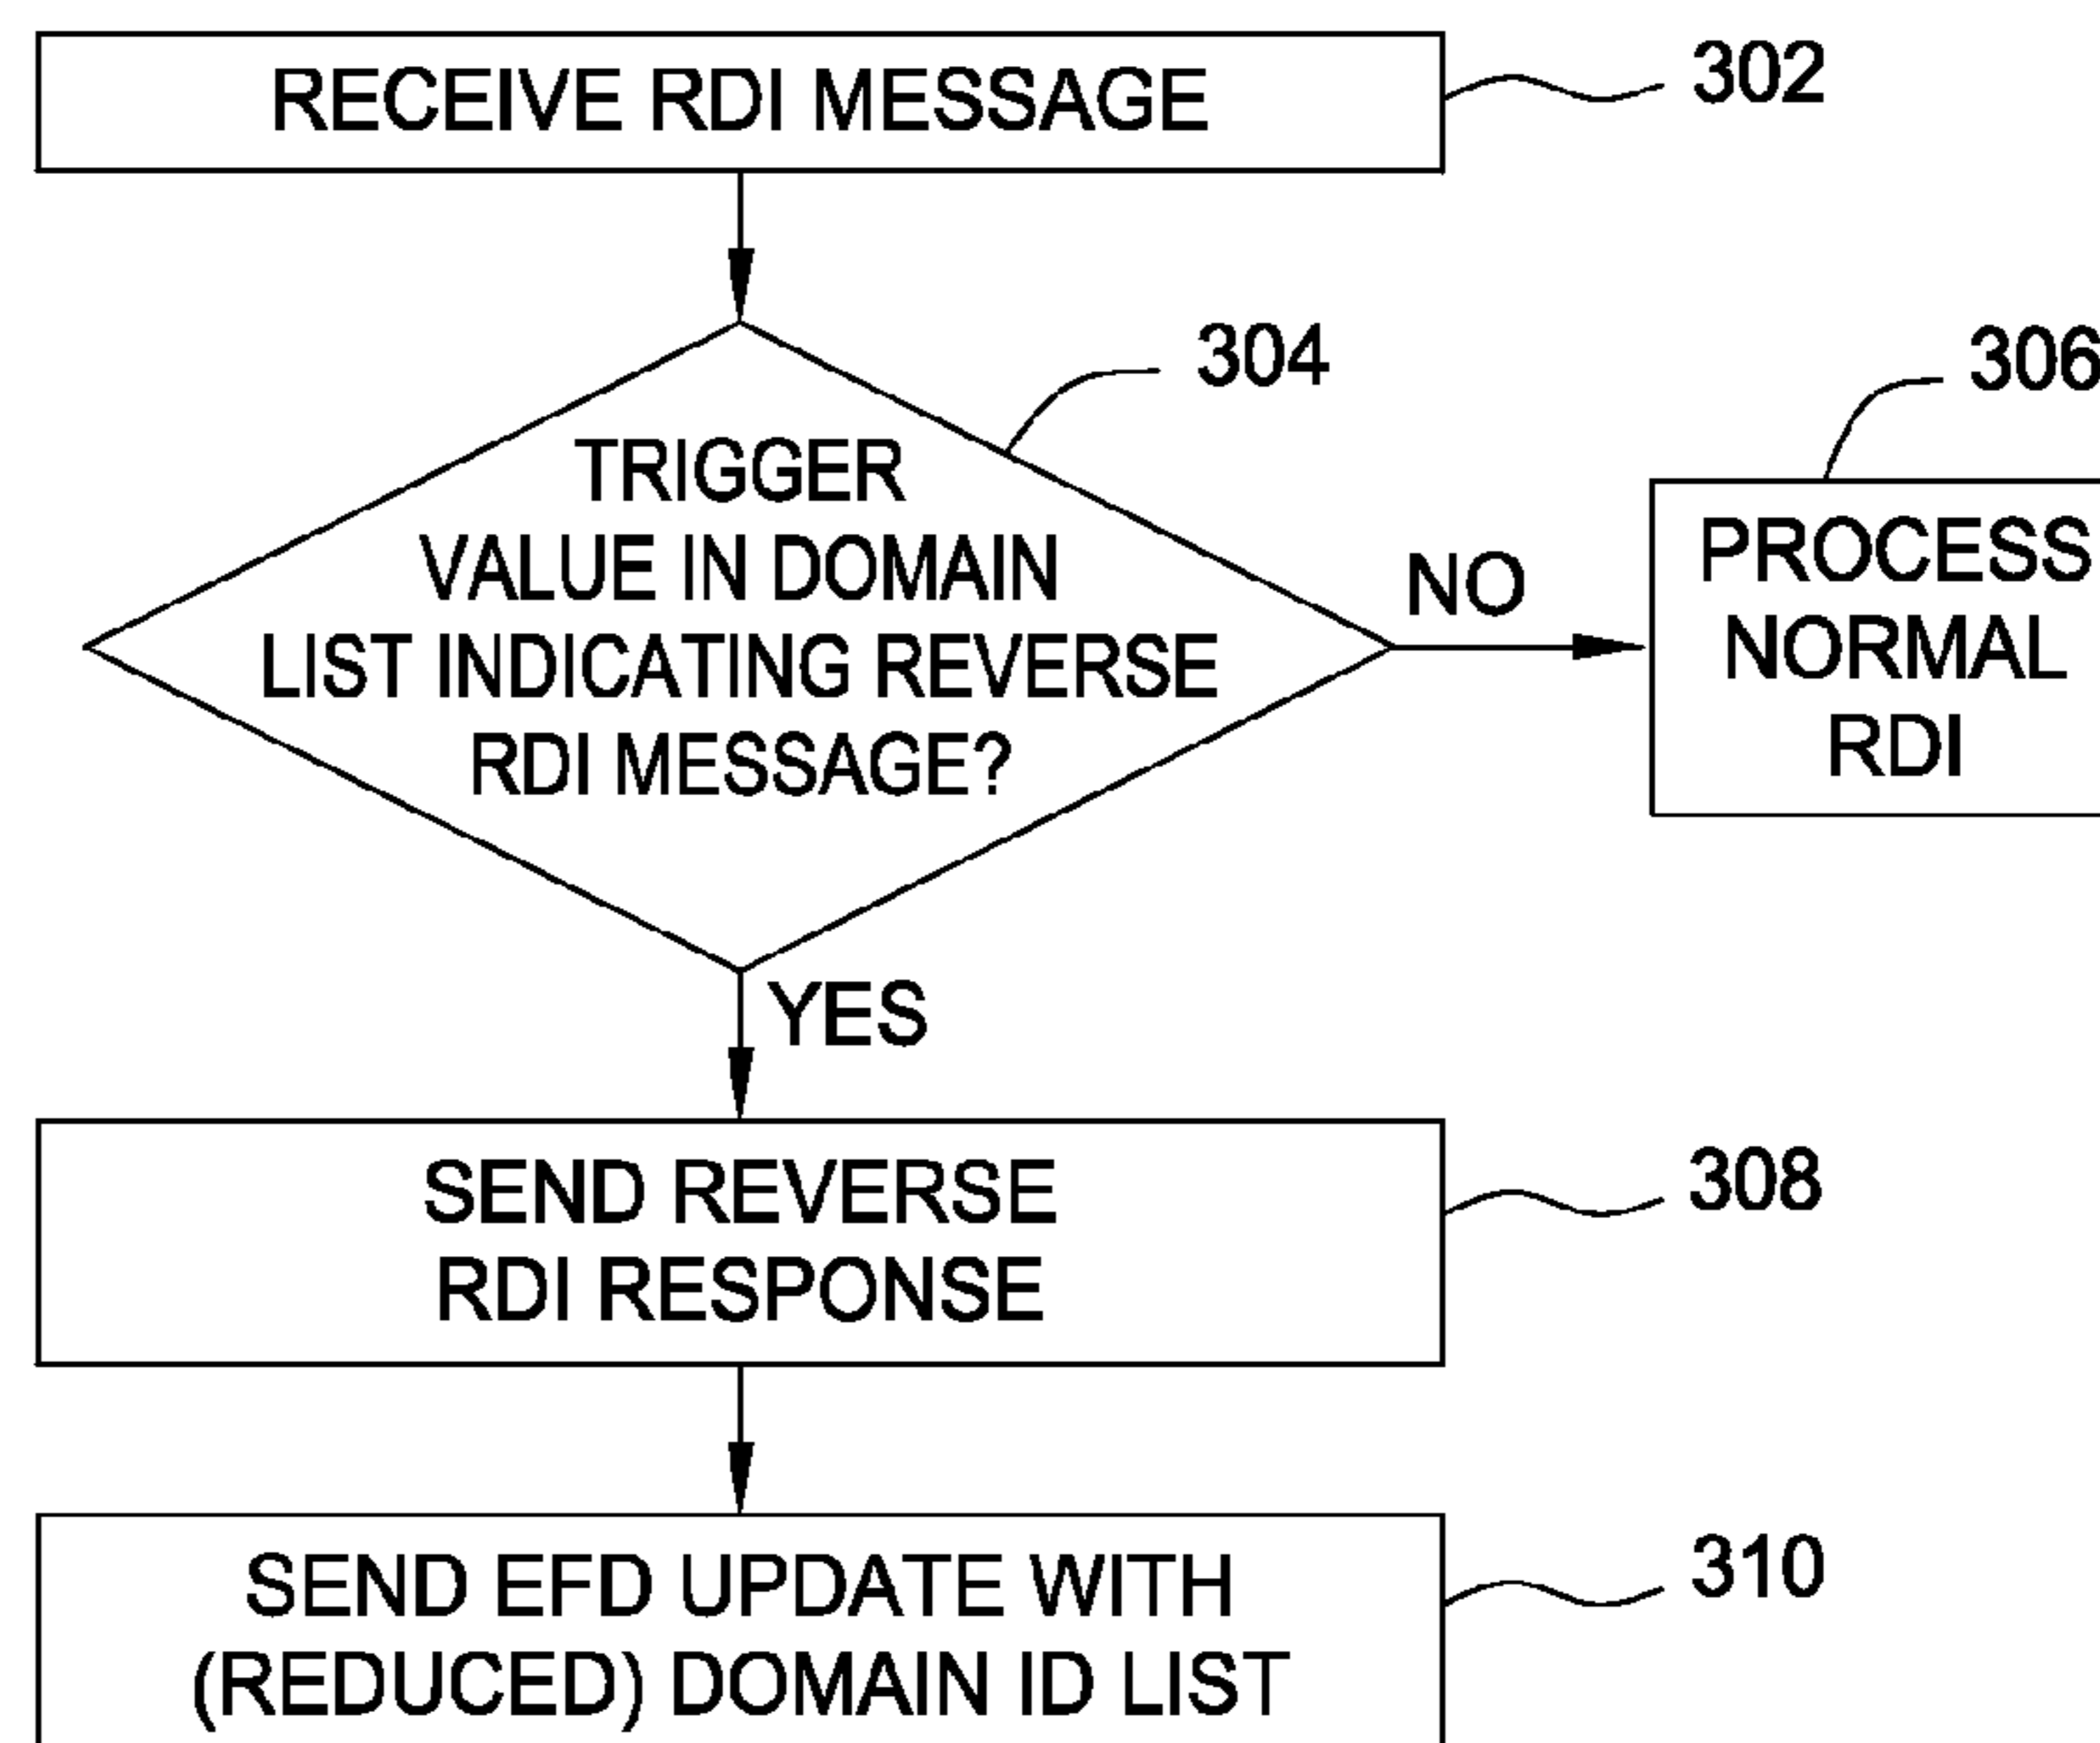 RECEIVE RDI MESSAGE
302
304
306
TRIGGER
VALUE IN DOMAIN
LIST INDICATING REVERSE
RDI MESSAGE?
NO
PROCESS
NORMAL
RDI
YES
SEND REVERSE
RDI RESPONSE
308
SEND EFD UPDATE WITH
(REDUCED) DOMAIN ID LIST
310